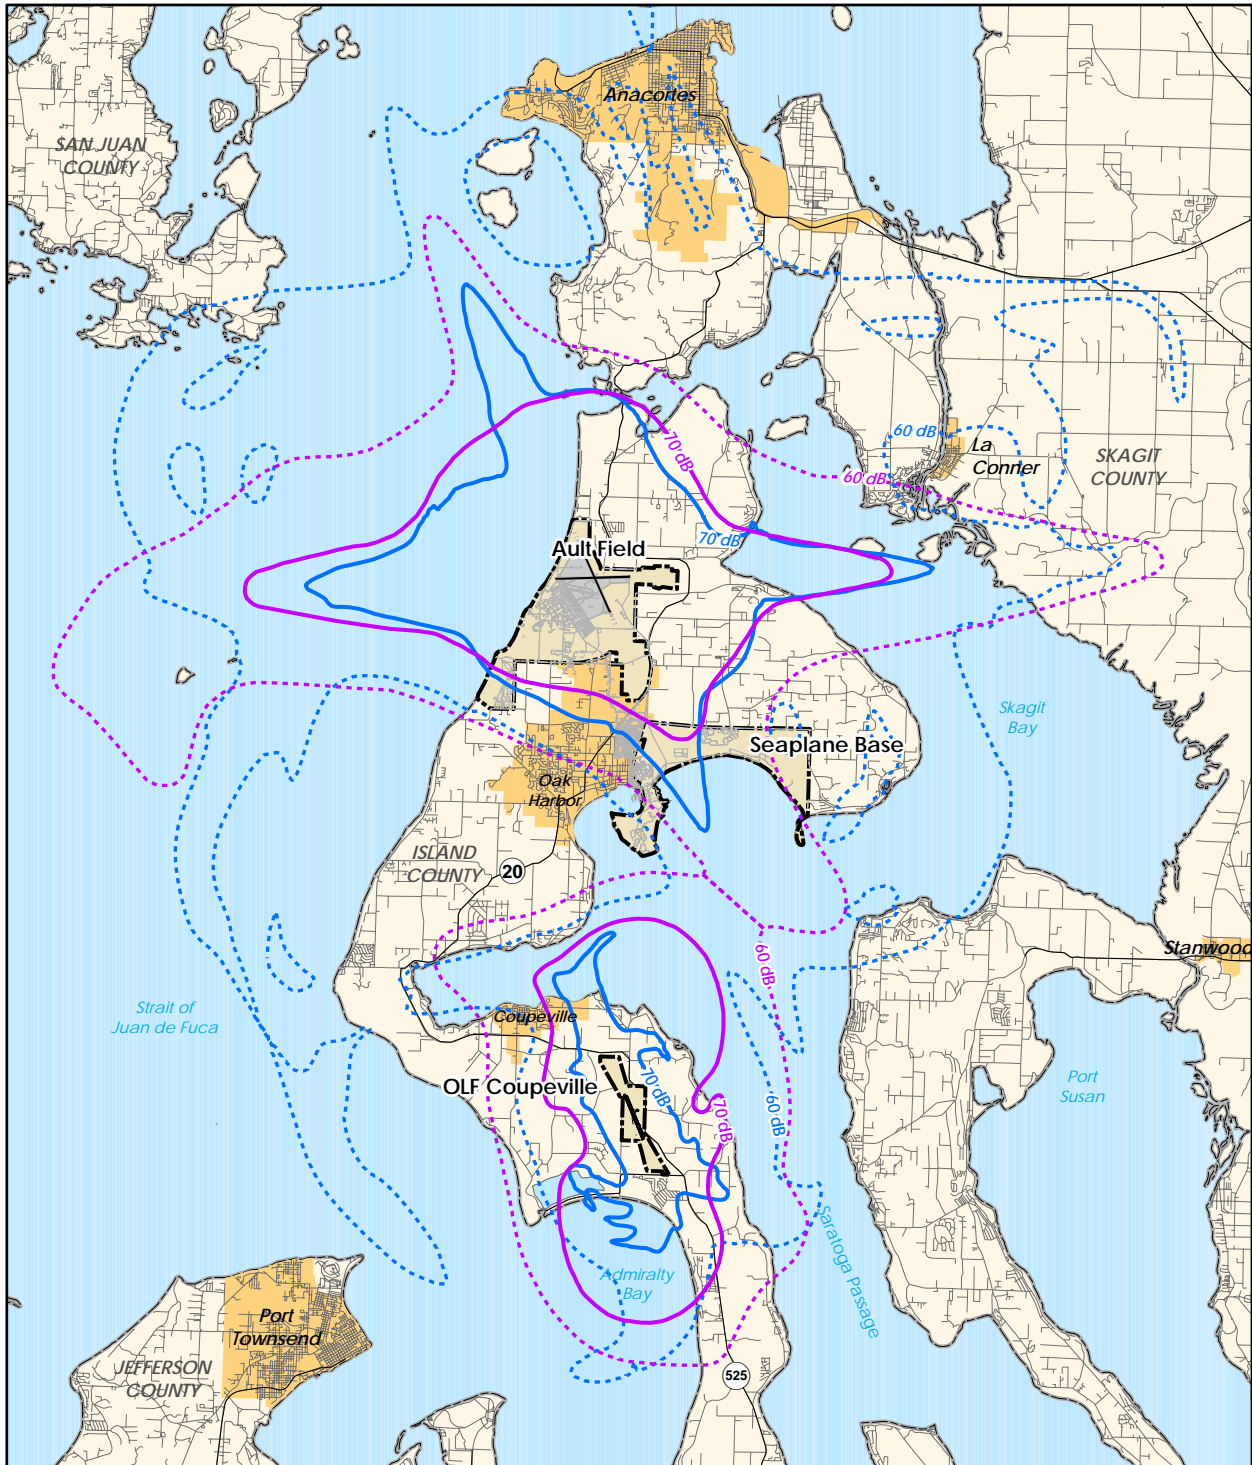 Anacortes
SAN JUAN
COUNTY
60 dB
La
Conner
SKAGIT
COUNTY
70 dB
60 dB
70 dB
Ault Field
Skagit
Bay
Seaplane Base
Oak
Harbor
ISLAND
COUNTY
20
60 dB
Stanwood
Strait of
Juan de Fuca
Coupeville
OLF Coupeville
70 dB
60 dB
70 dB
Port
Susan
Saratoga Passage
Admiralty
Bay
Port
Townsend
JEFFERSON
COUNTY
525